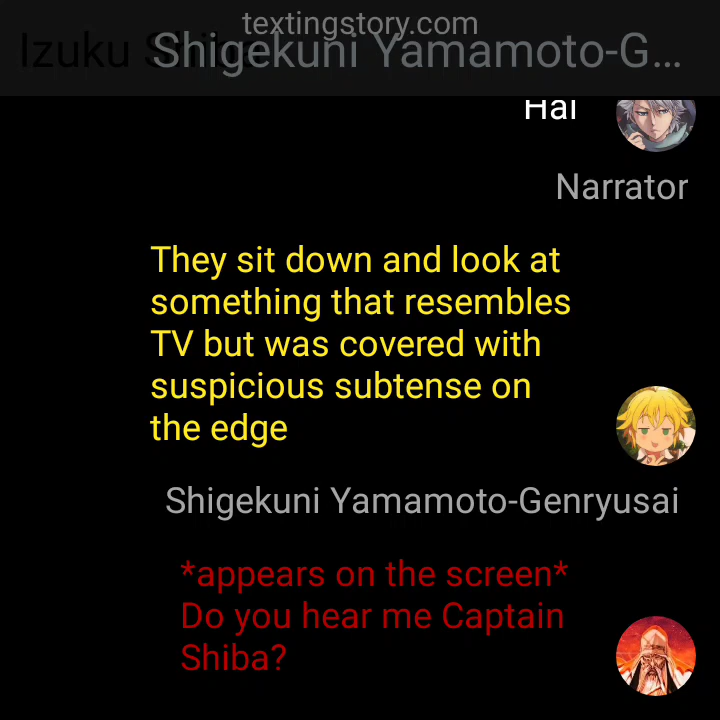 textingstory.com
Izuku Shiba
Shigekuni Yamamoto-G...
Hai
Narrator
They sit down and look at
something that resembles
TV but was covered with
suspicious subtense on
the edge
Shigekuni Yamamoto-Genryusai
*appears on the screen*
Do you hear me Captain
Shiba?